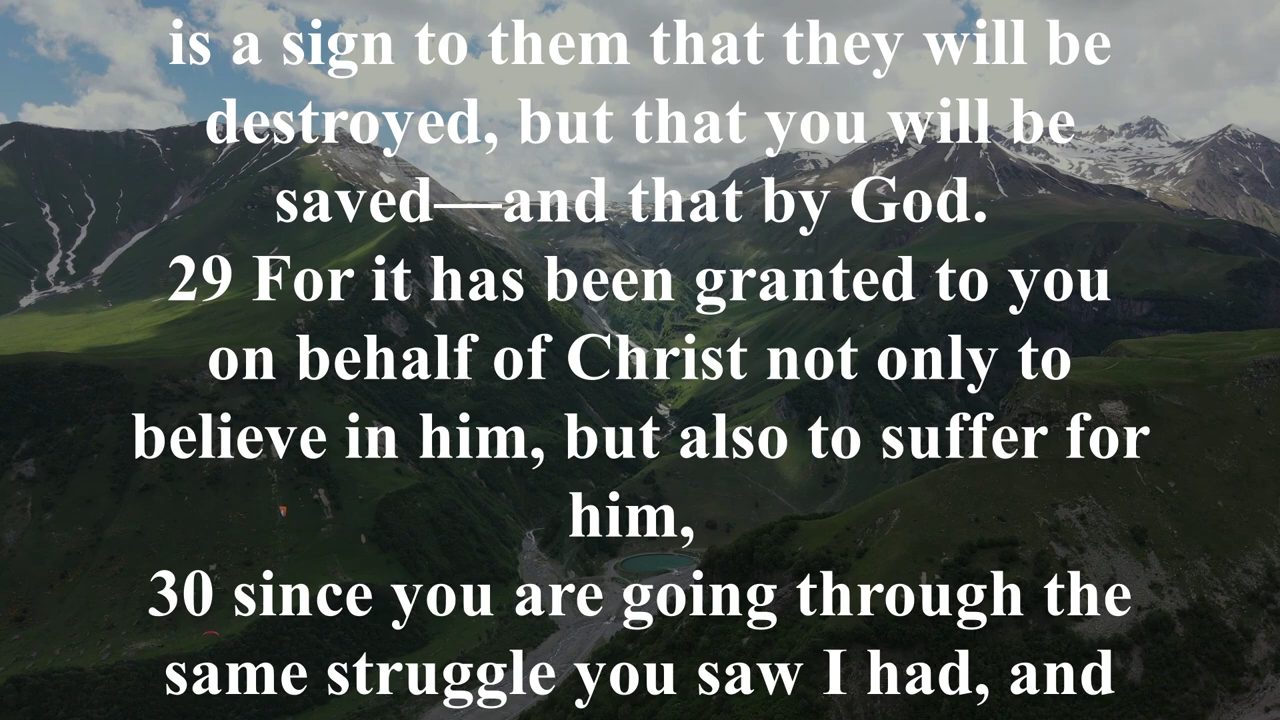 is a sign to them that they will be
destroyed, but that you will be
saved—and that by God.
29 For it has been granted to you
on behalf of Christ not only to
believe in him, but also to suffer for
him,
30 since you are going through the
same struggle you saw I had, and